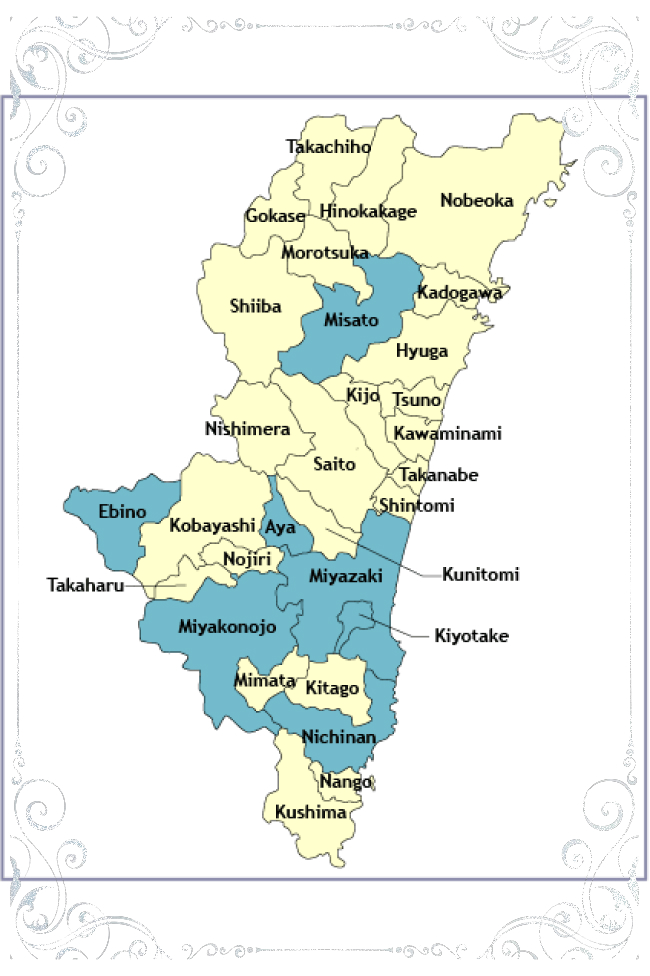 Takachiho
Nobeoka
Hinokakage
Gokase
Morotsuka
Kadogawa
Shiiba
Misato
Hyuga
Kijo
Tsuno
Nishimera
Kawaminami
Saito
Takanabe
Shintomi
Ebino
Kobayashi
Aya
Nojiri
Miyazaki
Kunitomi
Takaharu
Miyakonojo
Kiyotake
Mimata
Kitago
Nichinan
Nango
Kushima